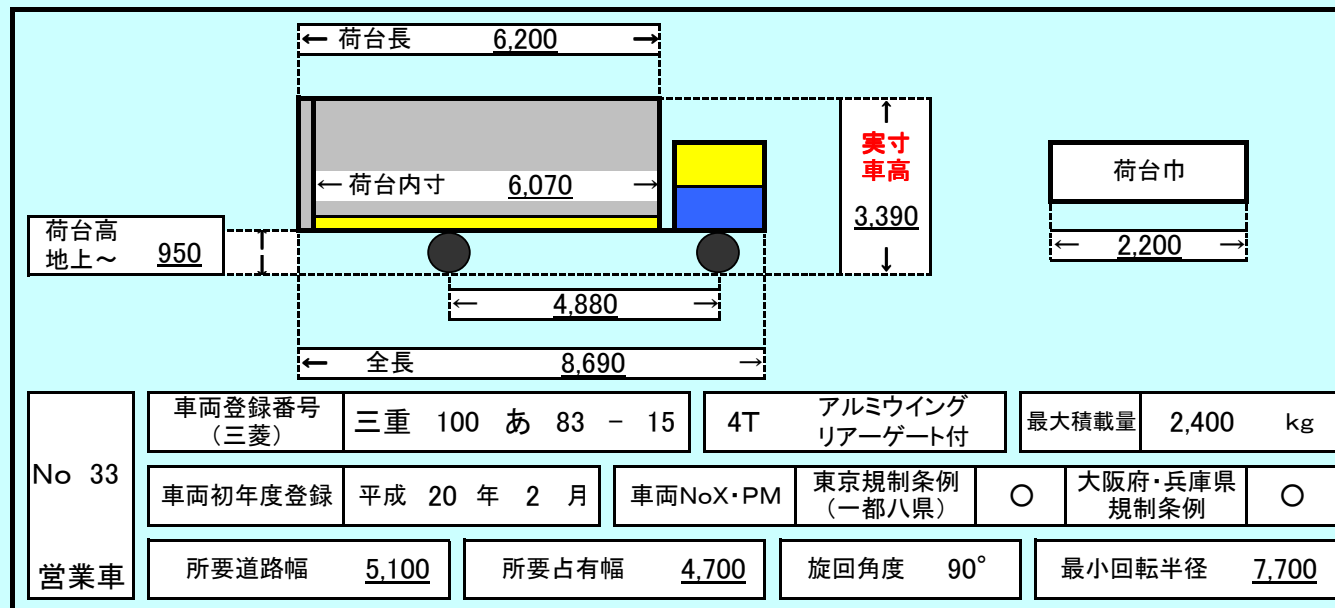 ← 荷台長 6,200 →
← 荷台内寸 6,070 →
↑
実寸
車高
3,390
↓
荷台巾
← 2,200 →
荷台高
地上~ 950
← 4,880 →
← 全長 8,690 →
No 33
営業車
車両登録番号
(三菱)
三重 100 あ 83 - 15
4T
アルミウイング
リアーゲート付
最大積載量 2,400 kg
車両初年度登録 平成 20 年 2 月
車両NoX・PM
東京規制条例
(一都八県)
○
大阪府・兵庫県
規制条例
○
所要道路幅 5,100
所要占有幅 4,700
旋回角度 90°
最小回転半径 7,700